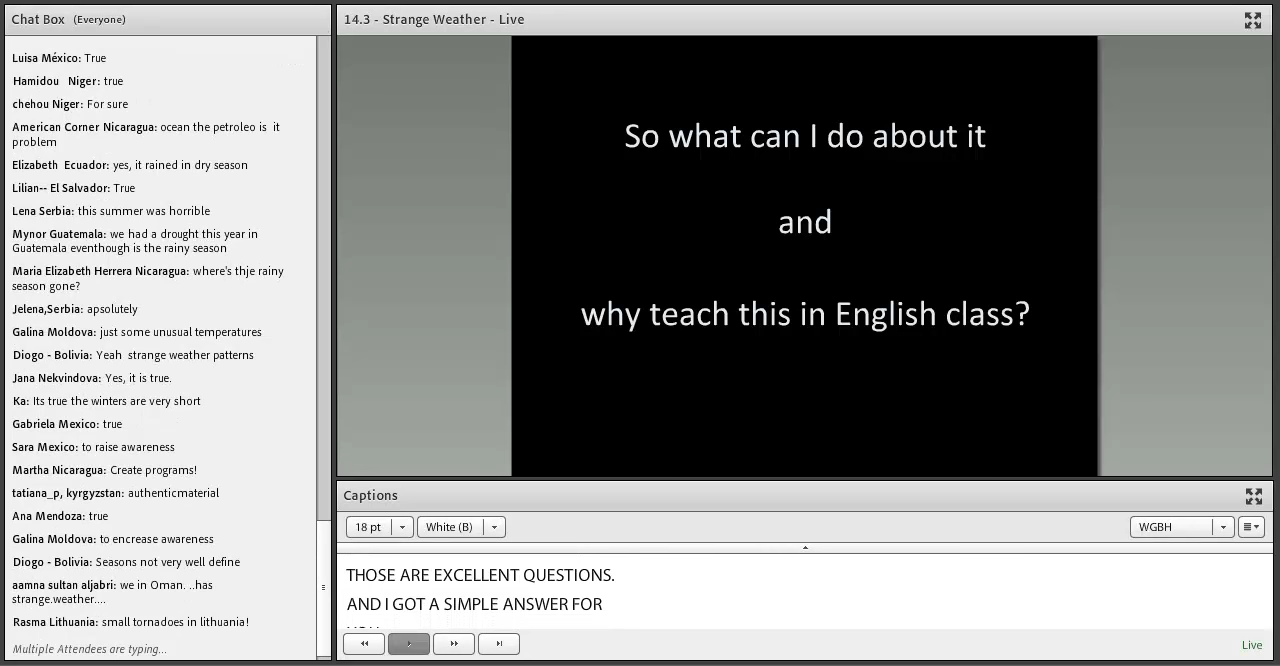 Chat Box (Everyone)
Luisa México: True
Hamidou Niger: true
chehou Niger: For sure
American Corner Nicaragua: ocean the petroleo is it
problem
Elizabeth Ecuador: yes, it rained in dry season
Lilian-- El Salvador: True
Lena Serbia: this summer was horrible
Mynor Guatemala: we had a drought this year in
Guatemala eventhough is the rainy season
Maria Elizabeth Herrera Nicaragua: where's thje rainy
season gone?
Jelena,Serbia: apsolutely
Galina Moldova: just some unusual temperatures
Diogo - Bolivia: Yeah strange weather patterns
Jana Nekvindova: Yes, it is true.
Ka: Its true the winters are very short
Gabriela Mexico: true
Sara Mexico: to raise awareness
Martha Nicaragua: Create programs!
tatiana_p, kyrgyzstan: authenticmaterial
Ana Mendoza: true
Galina Moldova: to encrease awareness
Diogo - Bolivia: Seasons not very well define
aamna sultan aljabri: we in Oman. ..has
strange.weather....
Rasma Lithuania: small tornadoes in lithuania!
Multiple Attendees are typing...
14.3 - Strange Weather - Live
So what can I do about it
and
why teach this in English class?
Captions
18 pt
White (B)
WGBH
THOSE ARE EXCELLENT QUESTIONS.
AND I GOT A SIMPLE ANSWER FOR
Live